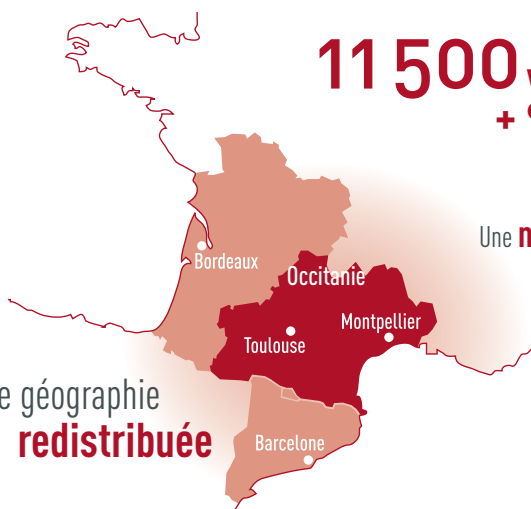 11 500
+
Une
Bordeaux
Occitanie
Montpellier
Toulouse
géographie
redistribuée
Barcelone